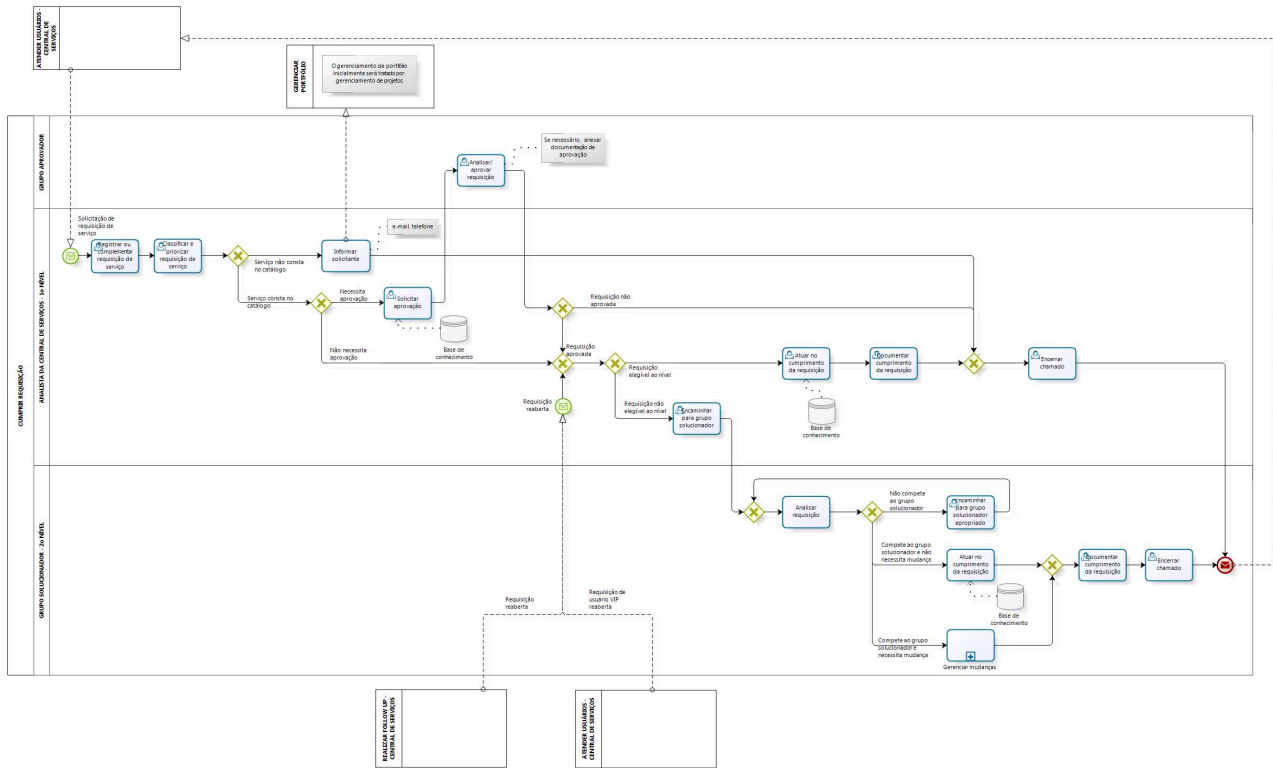 ATENDER USUÁRIOS -
CENTRAL DE
SERVIÇOS
GERENCIAR
PORTFÓLIO
O gerenciamento de portfólio
inicialmente será tratado por
gerenciamento de projetos
CUMPRIR REQUISIÇÃO
GRUPO APROVADOR
Analisar/
aprovar
requisição
Se necessário, anexar
documentação de
aprovação
ANALISTA DA CENTRAL DE SERVIÇOS - 1o NÍVEL
Solicitação de
requisição de
serviço
Registrar ou
complementar
requisição de
serviço
Classificar e
priorizar
requisição de
serviço
Serviço não consta
no catálogo
Informar
solicitante
e-mail, telefone
Serviço consta no
catálogo
Necessita
aprovação
Solicitar
aprovação
Base de
conhecimento
Não necessita
aprovação
Requisição não
aprovada
Requisição
aprovada
Requisição
reaberta
Requisição
elegível ao nível
Requisição não
elegível ao nível
Encaminhar
para grupo
solucionador
Atuar no
cumprimento
da requisição
Base de
conhecimento
Documentar
cumprimento
da requisição
Encerrar
chamado
GRUPO SOLUCIONADOR - 2o NÍVEL
Analisar
requisição
Não compete
ao grupo
solucionador
Encaminhar
para grupo
solucionador
apropriado
Compete ao grupo
solucionador e não
necessita mudança
Atuar no
cumprimento
da requisição
Base de
conhecimento
Documentar
cumprimento
da requisição
Encerrar
chamado
Compete ao grupo
solucionador e
necessita mudança
Gerenciar mudanças
Requisição
reaberta
Requisição de
usuário VIP
reaberta
REALIZAR FOLLOW UP -
CENTRAL DE SERVIÇOS
ATENDER USUÁRIOS -
CENTRAL DE SERVIÇOS